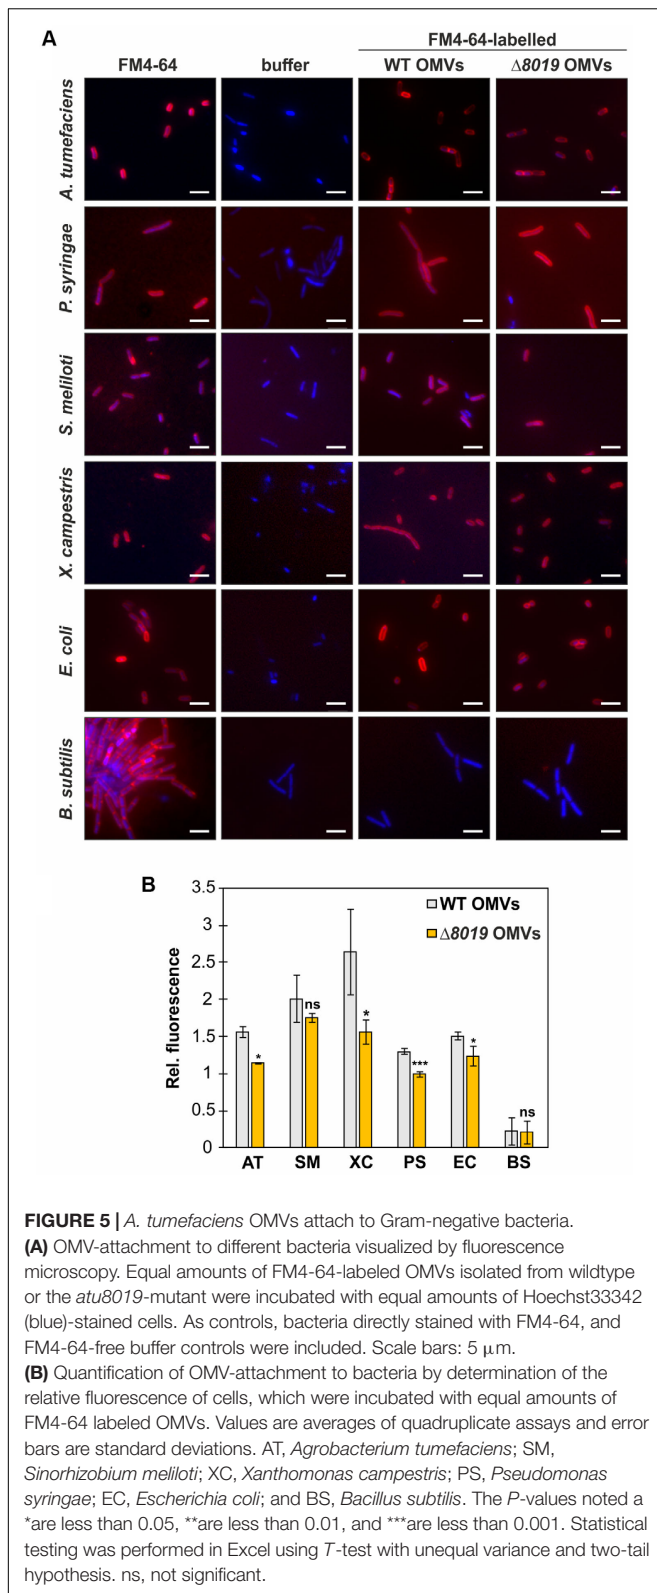 A
FM4-64-labelled
FM4-64 buffer WT OMVs Δ8019 OMVs
A. tumefaciens
P. syringae
S. meliloti
X. campestris
E. coli
B. subtilis
B
3.5
3
2.5
2
1.5
1
0.5
0
Rel. fluorescence
WT OMVs
Δ8019 OMVs
* ns * *** * ns
AT SM XC PS EC BS
FIGURE 5 | A. tumefaciens OMVs attach to Gram-negative bacteria.
(A) OMV-attachment to different bacteria visualized by fluorescence
microscopy. Equal amounts of FM4-64-labeled OMVs isolated from wildtype
or the atu8019-mutant were incubated with equal amounts of Hoechst33342
(blue)-stained cells. As controls, bacteria directly stained with FM4-64, and
FM4-64-free buffer controls were included. Scale bars: 5 μm.
(B) Quantification of OMV-attachment to bacteria by determination of the
relative fluorescence of cells, which were incubated with equal amounts of
FM4-64 labeled OMVs. Values are averages of quadruplicate assays and error
bars are standard deviations. AT, Agrobacterium tumefaciens; SM,
Sinorhizobium meliloti; XC, Xanthomonas campestris; PS, Pseudomonas
syringae; EC, Escherichia coli; and BS, Bacillus subtilis. The P-values noted a
*are less than 0.05, **are less than 0.01, and ***are less than 0.001. Statistical
testing was performed in Excel using T-test with unequal variance and two-tail
hypothesis. ns, not significant.